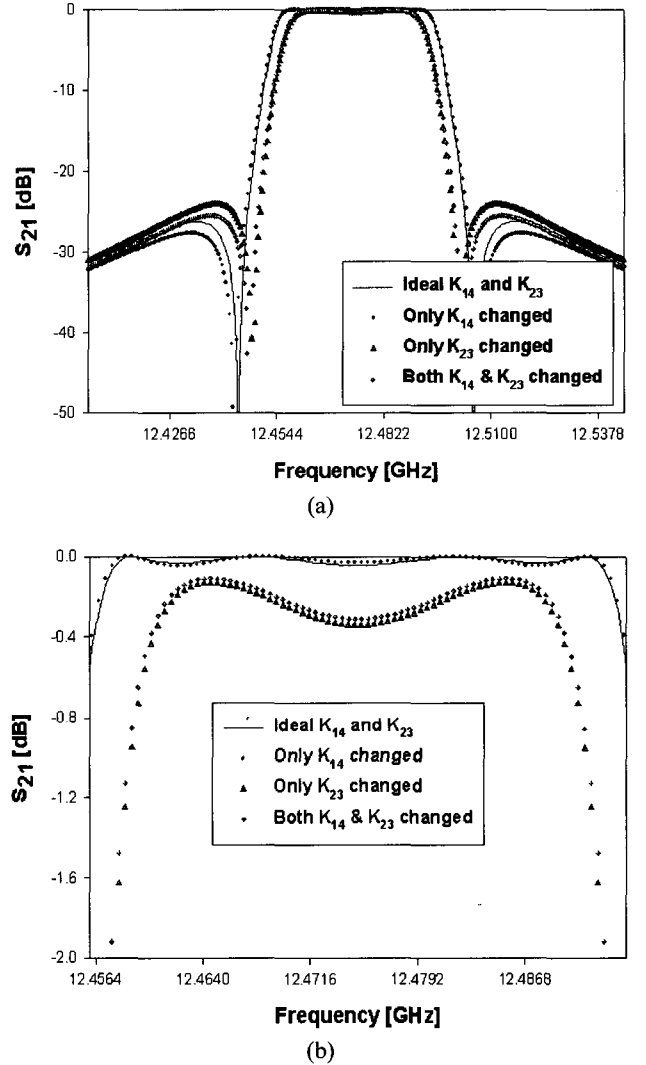 0
-10
-20
-30
-40
-50
S21 [dB]
Ideal K14 and K23
Only K14 changed
Only K23 changed
Both K14 & K23 changed
12.4266 12.4544 12.4822 12.5100 12.5378
Frequency [GHz]
(a)
0.0
-0.4
-0.8
-1.2
-1.6
-2.0
S21 [dB]
Ideal K14 and K23
Only K14 changed
Only K23 changed
Both K14 & K23 changed
12.4564 12.4640 12.4716 12.4792 12.4868
Frequency [GHz]
(b)